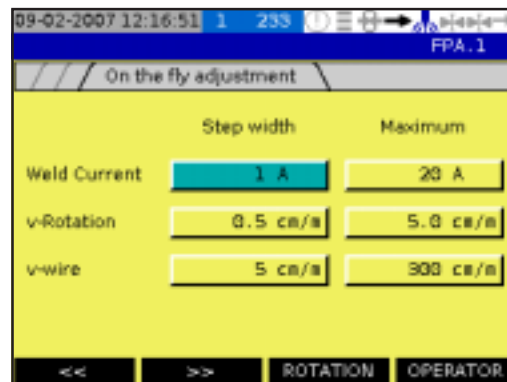 09-02-2007 12:16:51 1 233
FPA.1
On the fly adjustment
Step width Maximum
Weld Current 1 A 20 A
v-Rotation 0.5 cm/m 5.0 cm/m
v-wire 5 cm/m 300 cm/m
<< >> ROTATION OPERATOR